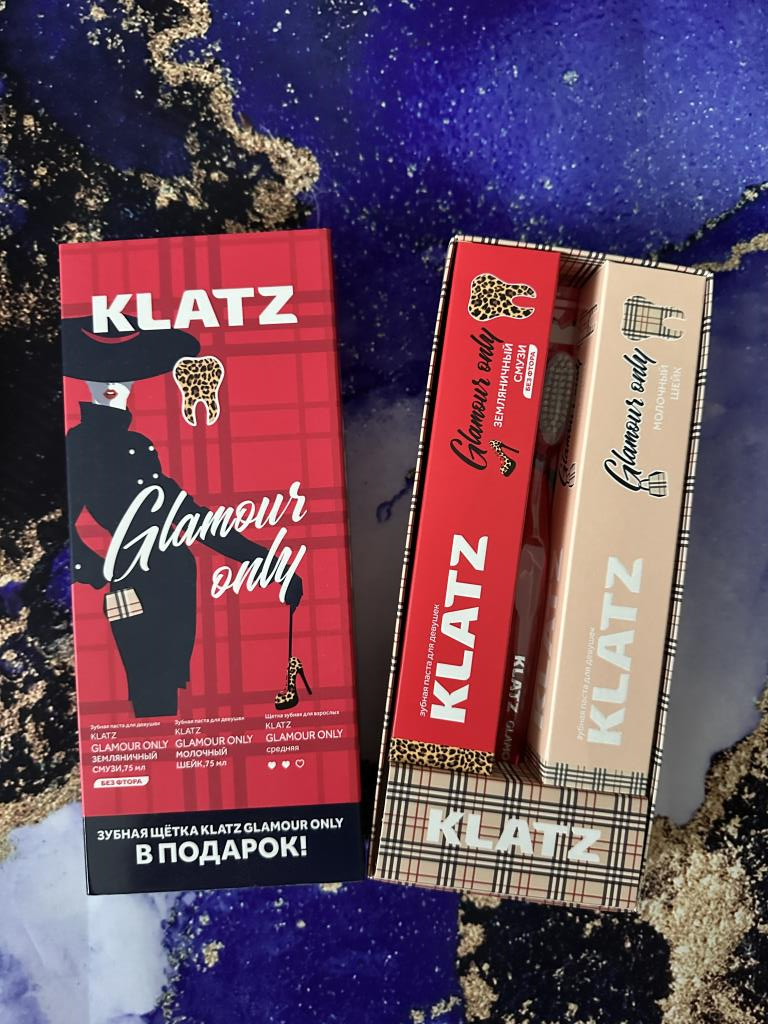 KLATZ
Glamour
only
Зубная паста для девушек
KLATZ
GLAMOUR ONLY
ЗЕМЛЯНИЧНЫЙ
СМУЗИ, 75 мл
БЕЗ ФТОРА
Зубная паста для девушек
KLATZ
GLAMOUR ONLY
МОЛОЧНЫЙ
ШЕЙК, 75 мл
Щетка зубная для взрослых
KLATZ
GLAMOUR ONLY
средняя
ЗУБНАЯ ЩЁТКА KLATZ GLAMOUR ONLY
В ПОДАРОК!
зубная паста для девушек
KLATZ
Glamour only
ЗЕМЛЯНИЧНЫЙ
СМУЗИ
БЕЗ ФТОРА
KLATZ
зубная паста для девушек
KLATZ
Glamour only
МОЛОЧНЫЙ
ШЕЙК
KLATZ